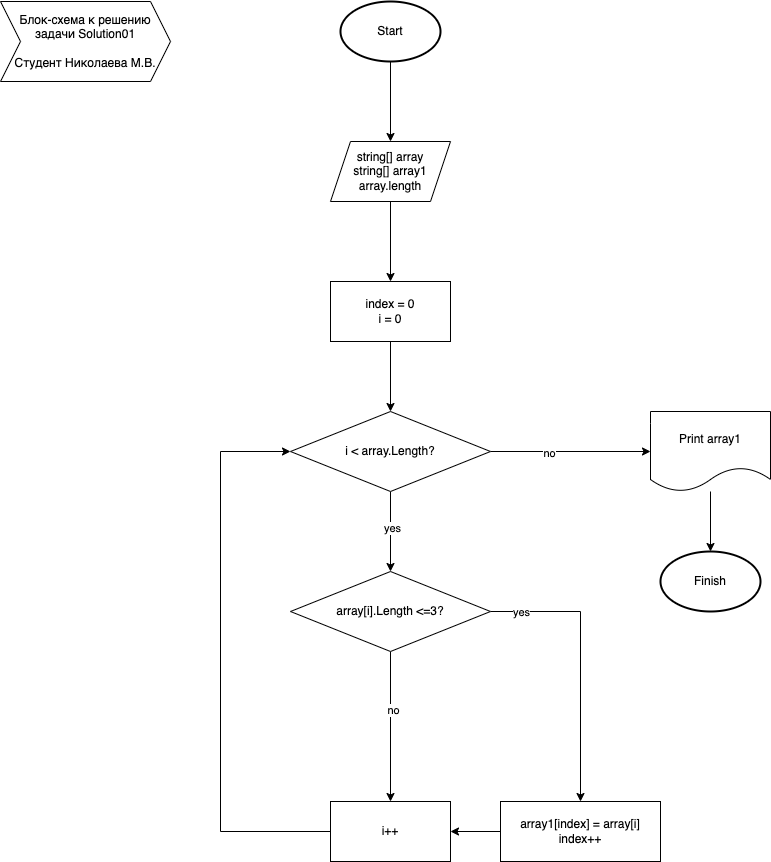 Блок-схема к решению
задачи Solution01
Студент Николаева М.В.
Start
string[] array
string[] array1
array.length
index = 0
i = 0
i < array.Length?
no
Print array1
yes
Finish
array[i].Length <=3?
yes
no
i++
array1[index] = array[i]
index++